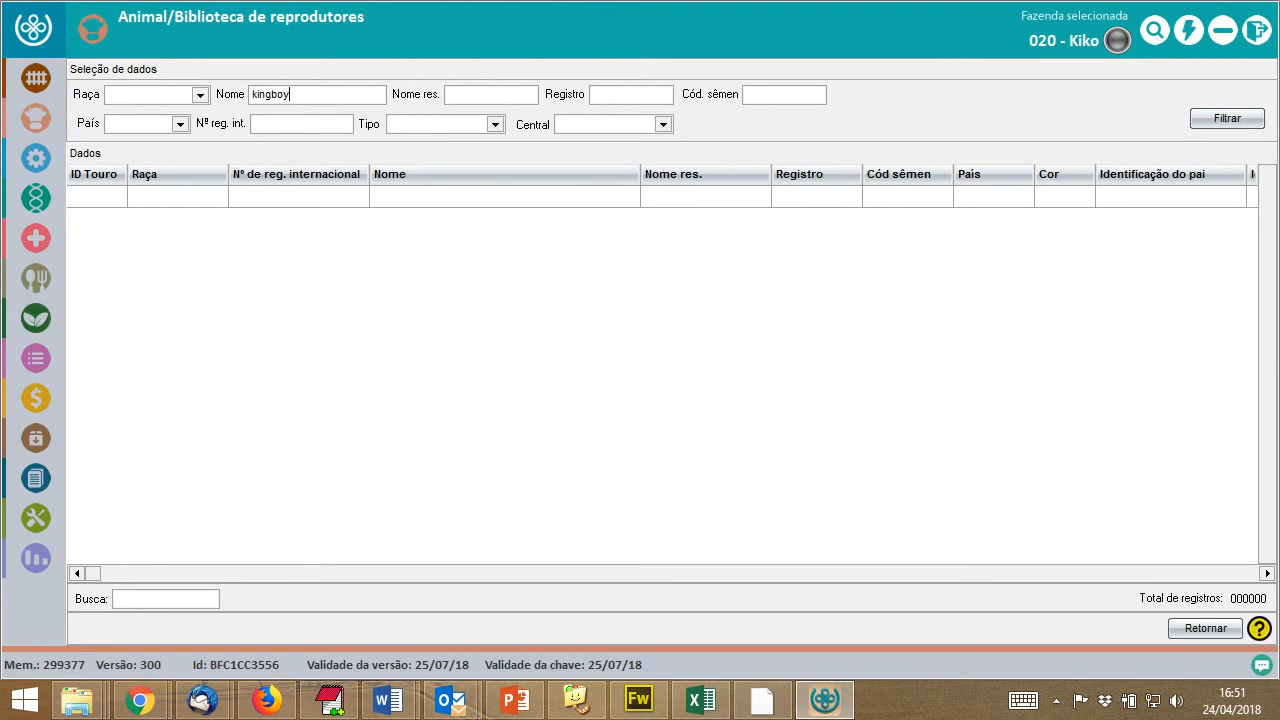 Animal/Biblioteca de reprodutores
Fazenda selecionada
020 - Kiko
Seleção de dados
Raça Nome kingboy Nome res. Registro Cód. sêmen
País Nº reg. int. Tipo Central
Filtrar
Dados
ID Touro Raça Nº de reg. internacional Nome Nome res. Registro Cód sêmen País Cor Identificação do pai
Busca: Total de registros: 000000
Retornar ?
Mem.: 299377 Versão: 300 Id: BFC1CC3556 Validade da versão: 25/07/18 Validade da chave: 25/07/18
Fw
16:51
24/04/2018